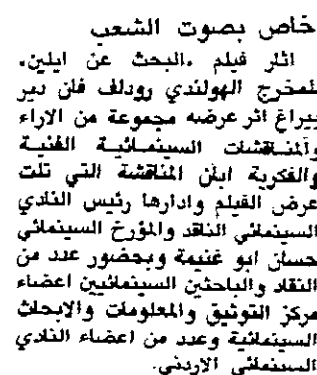 خاص بصوت الشعب
اثار فيلم «البحث عن ايلين»
للمخرج الهولندي رودلف فان دير
بيراغ اثر عرضه مجموعة من الاراء
والمناقشات السينمائية الفنية
والفكرية ابان المناقشة التي تلت
عرض الفيلم وادارها رئيس النادي
السينمائي الناقد والمؤرخ السينمائي
حسان ابو غنيمة وبحضور عدد من
النقاد والباحثين السينمائيين اعضاء
مركز التوثيق والمعلومات والابحاث
السينمائية وعدد من اعضاء النادي
السينمائي الاردني.